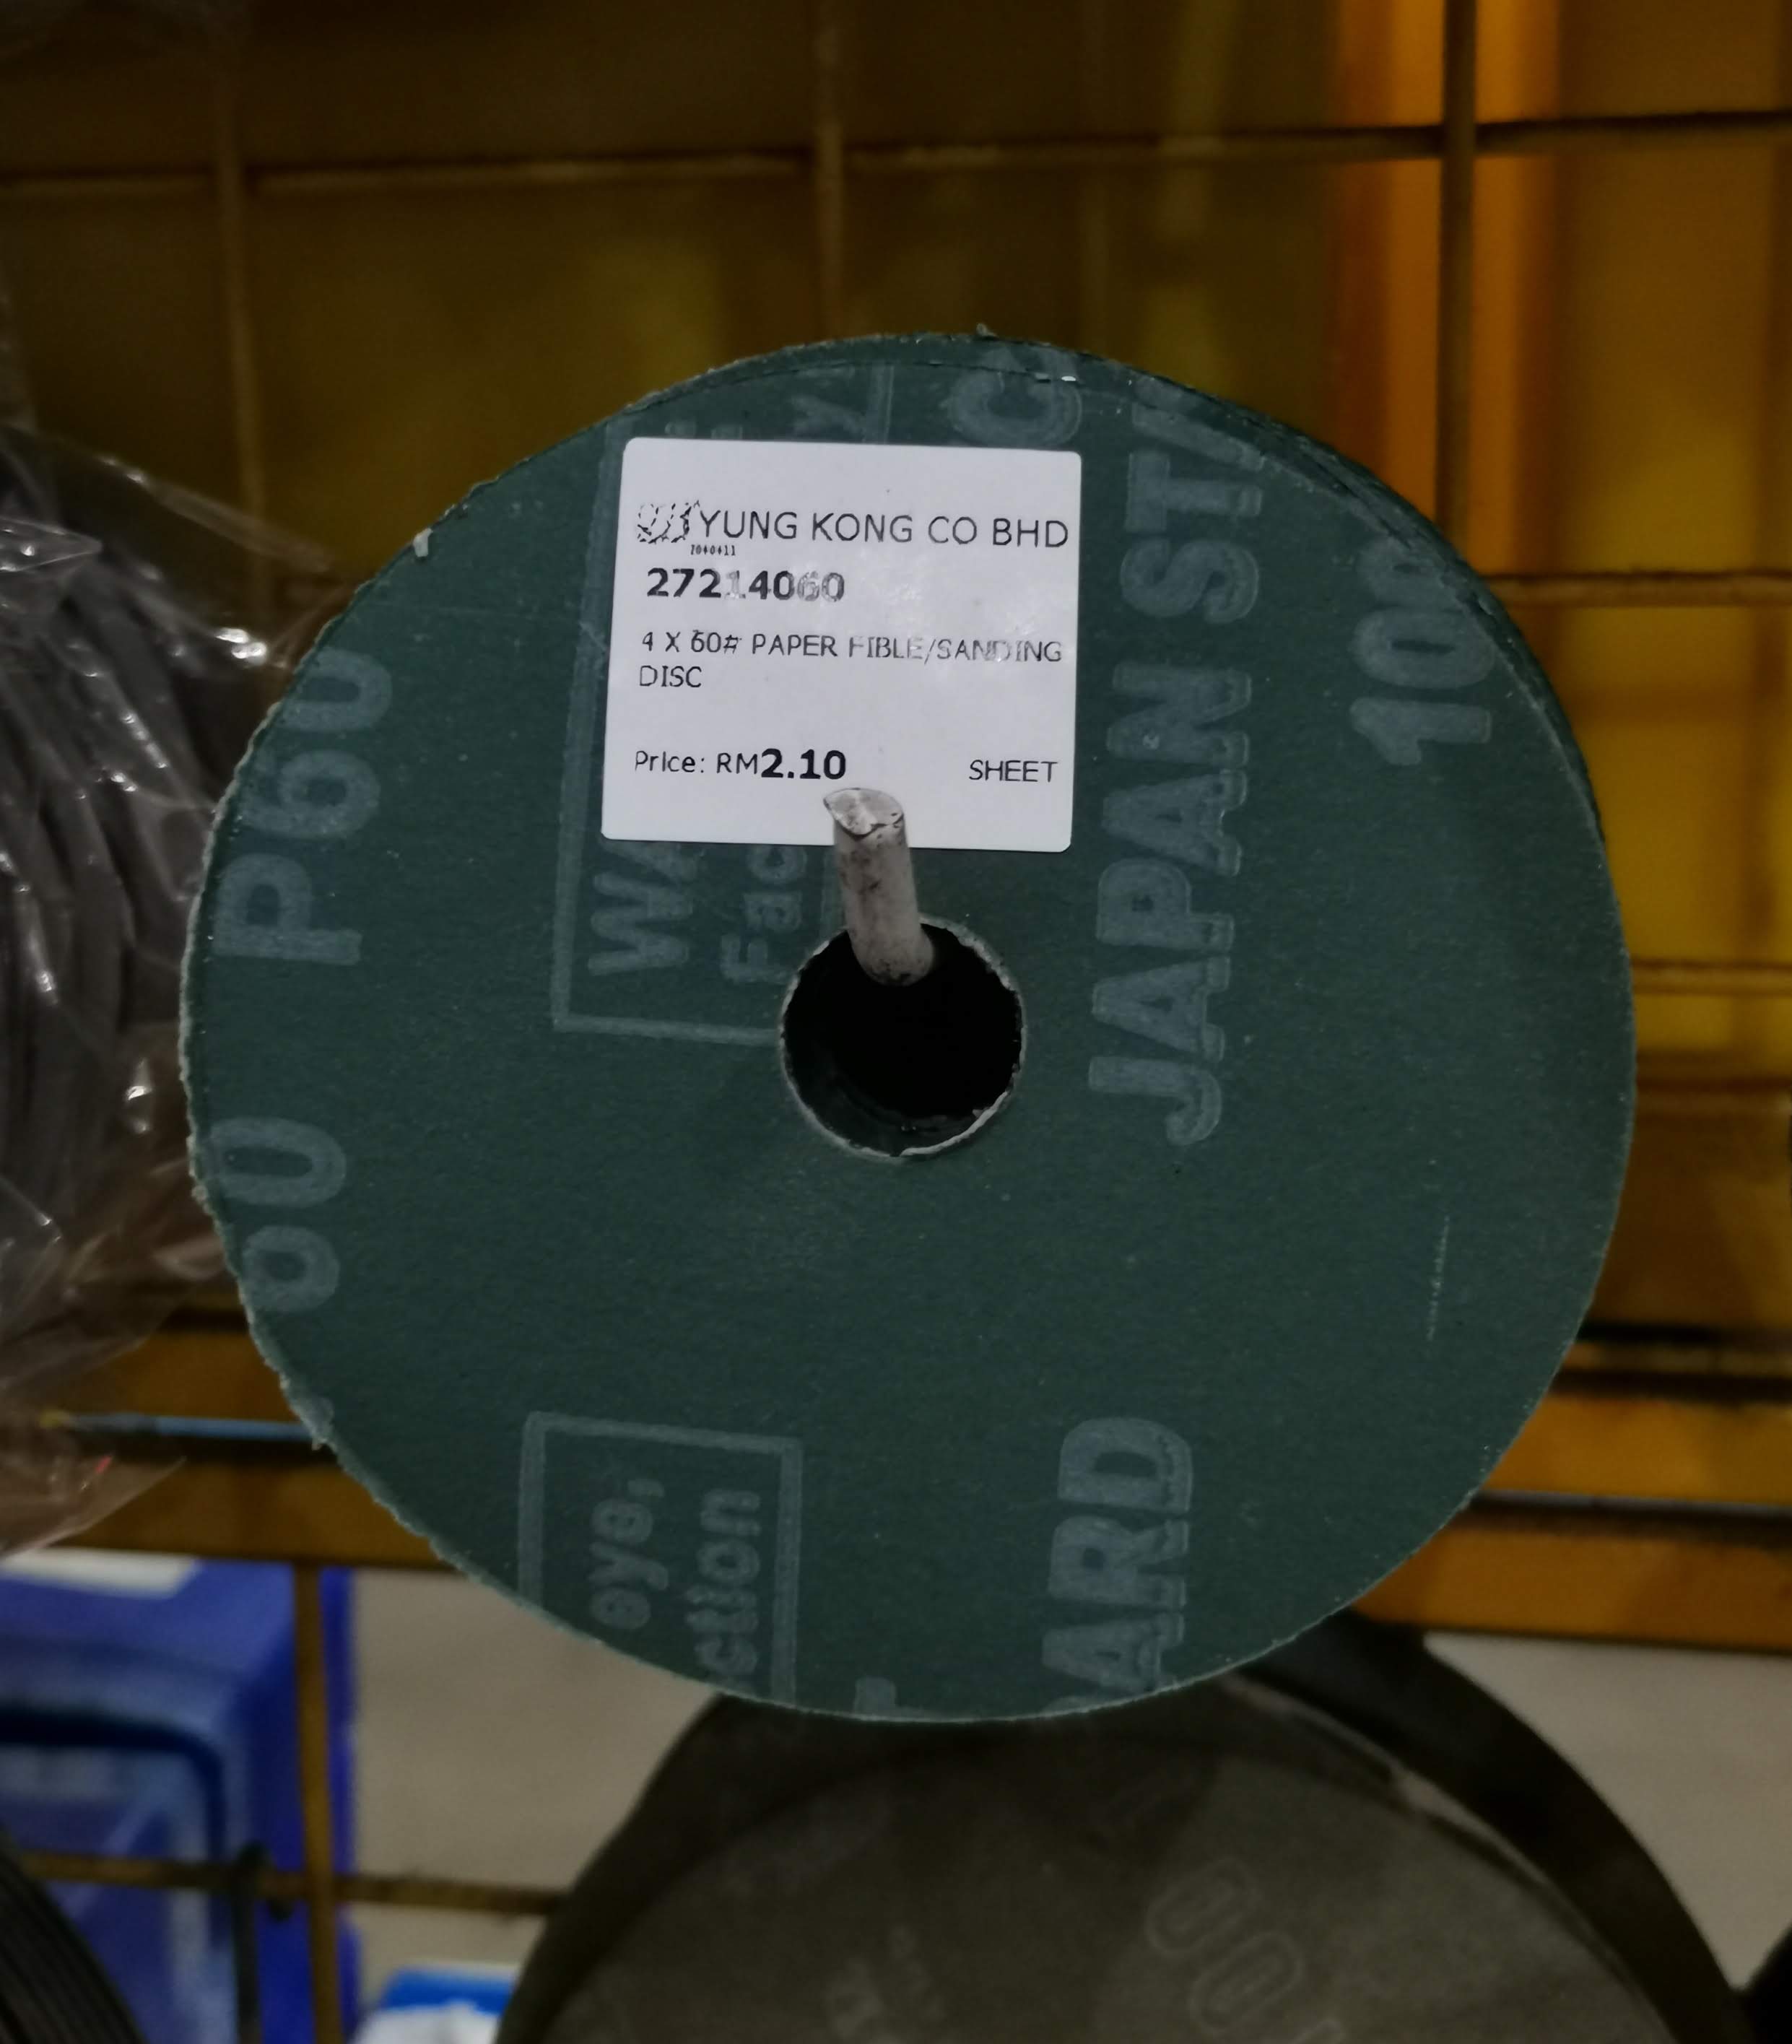 YUNG KONG CO BHD
27214060
4 X 60# PAPER FIBLE/SANDING
DISC
Price: RM2.10 SHEET
P60
60
JAPAN ST
ARD
eye,
ction